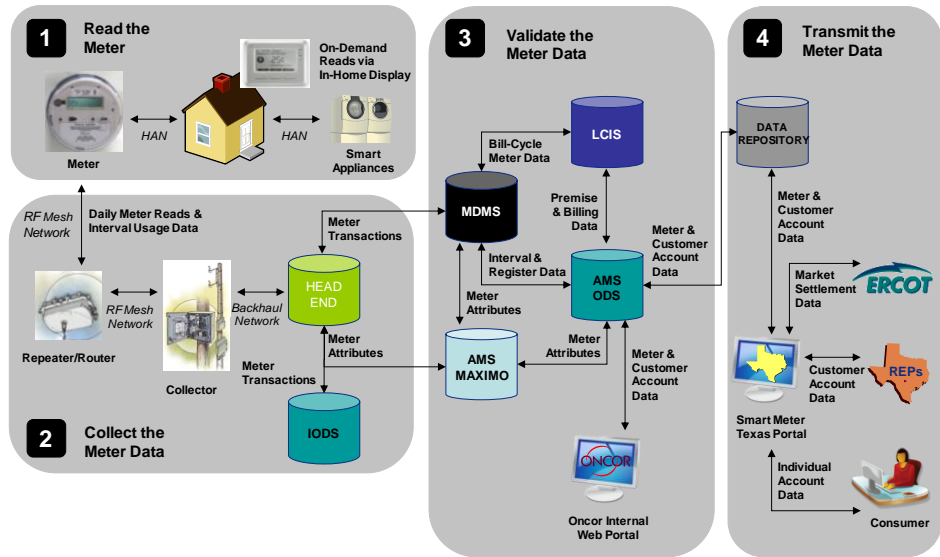 1
Read the
Meter
On-Demand
Reads via
In-Home Display
HAN
HAN
Meter
Smart
Appliances
RF Mesh
Network
Daily Meter Reads &
Interval Usage Data
Meter
Transactions
HEAD
END
RF Mesh
Network
Backhaul
Network
Repeater/Router
Collector
Meter
Attributes
Meter
Transactions
IODS
2
Collect the
Meter Data
3
Validate the
Meter Data
LCIS
Bill-Cycle
Meter Data
MDMS
Premise
& Billing
Data
Interval &
Register Data
Meter &
Customer
Account
Data
AMS
ODS
Meter
Attributes
AMS
MAXIMO
Meter
Attributes
Meter &
Customer
Account
Data
ONCOR
Oncor Internal
Web Portal
4
Transmit the
Meter Data
DATA
REPOSITORY
Meter &
Customer
Account
Data
Market
Settlement
Data
ERCOT
REPs
Customer
Account
Data
Smart Meter
Texas Portal
Individual
Account
Data
Consumer